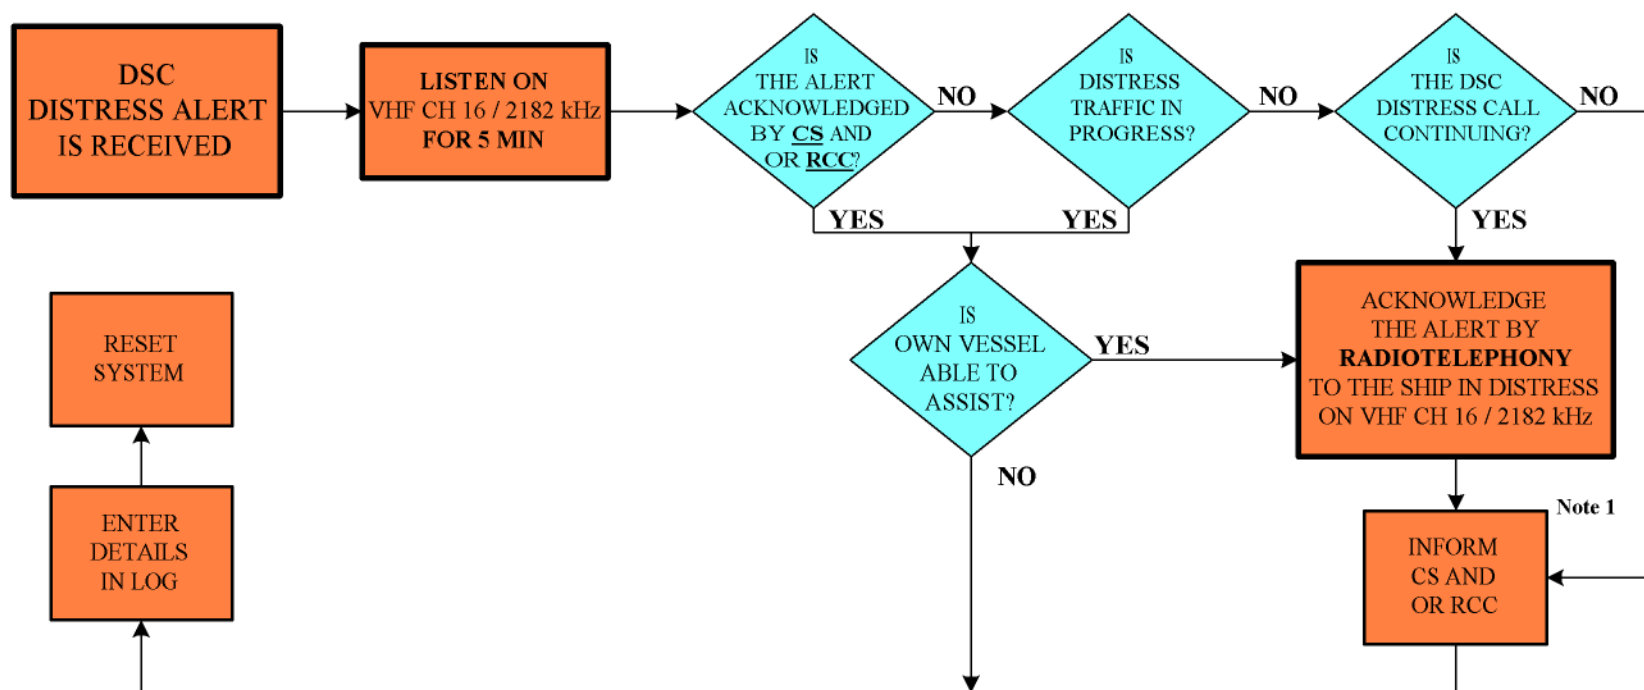 DSC
DISTRESS ALERT
IS RECEIVED
LISTEN ON
VHF CH 16 / 2182 kHz
FOR 5 MIN
IS
THE ALERT
ACKNOWLEDGED
BY CS AND
OR RCC?
NO
YES
IS
DISTRESS
TRAFFIC IN
PROGRESS?
NO
YES
IS
THE DSC
DISTRESS CALL
CONTINUING?
NO
YES
IS
OWN VESSEL
ABLE TO
ASSIST?
YES
NO
ACKNOWLEDGE
THE ALERT BY
RADIOTELEPHONY
TO THE SHIP IN DISTRESS
ON VHF CH 16 / 2182 kHz
Note 1
INFORM
CS AND
OR RCC
RESET
SYSTEM
ENTER
DETAILS
IN LOG